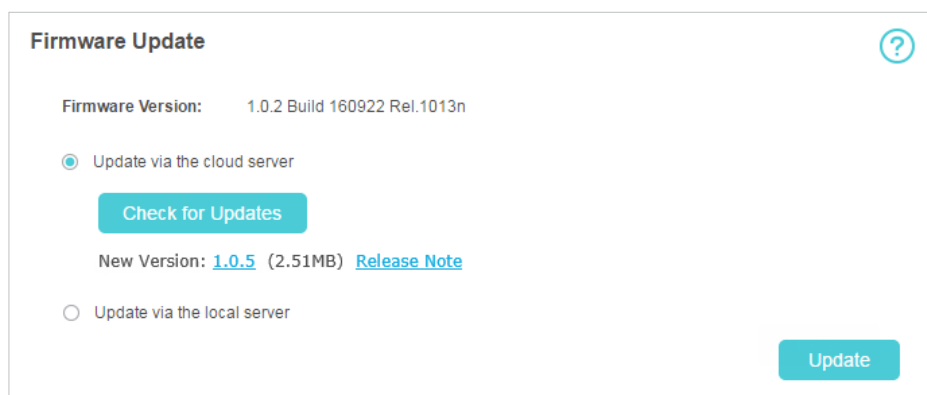 Firmware Update
?
Firmware Version: 1.0.2 Build 160922 Rel.1013n
Update via the cloud server
Check for Updates
New Version: 1.0.5 (2.51MB) Release Note
Update via the local server
Update